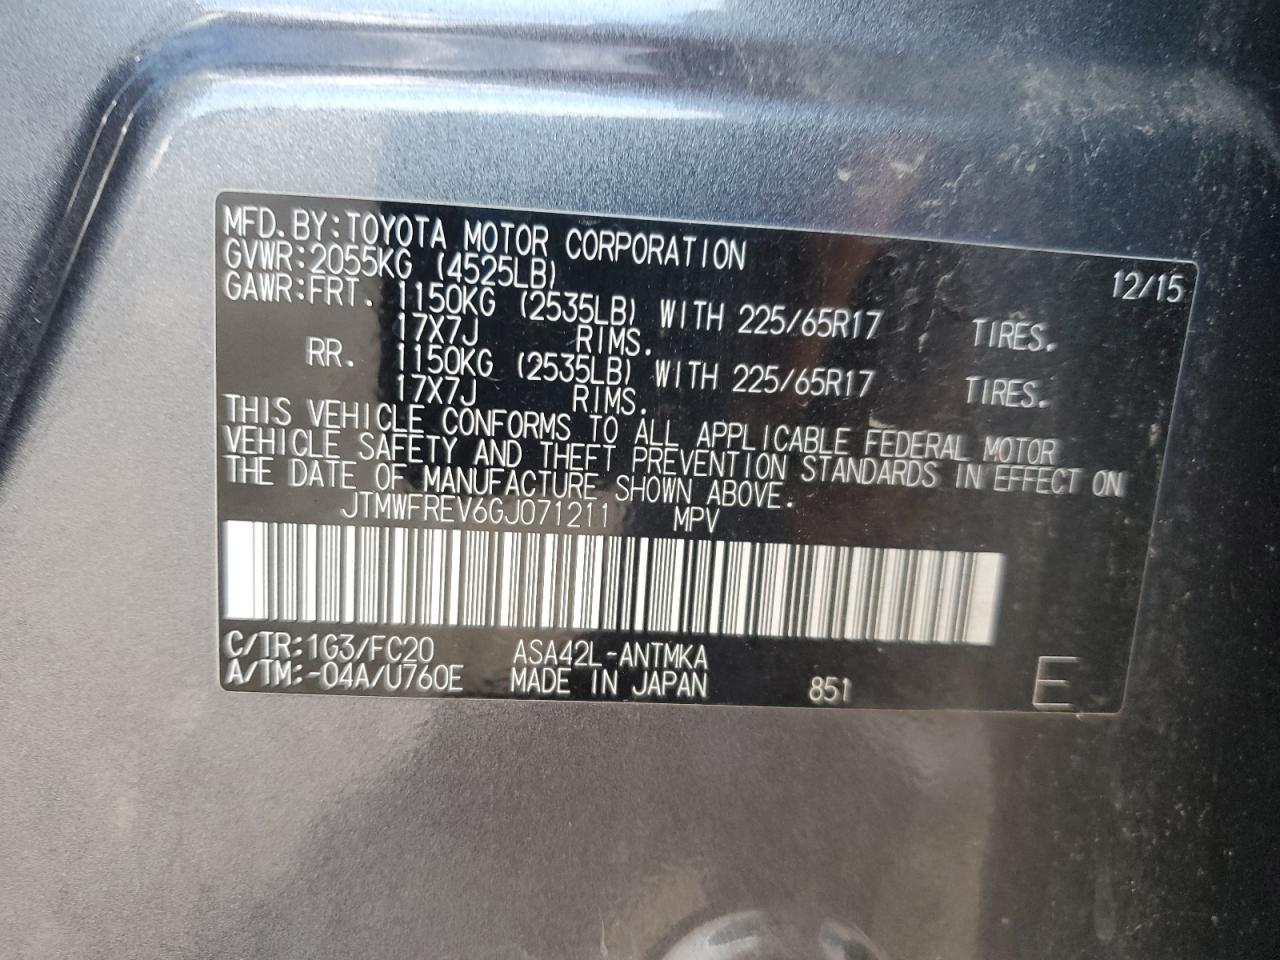 MFD. BY:TOYOTA MOTOR CORPORATION 12/15
GVWR:2055KG (4525LB)
GAWR:FRT. 1150KG (2535LB) WITH 225/65R17 TIRES.
17X7J RIMS.
RR. 1150KG (2535LB) WITH 225/65R17 TIRES.
17X7J RIMS.
THIS VEHICLE CONFORMS TO ALL APPLICABLE FEDERAL MOTOR
VEHICLE SAFETY AND THEFT PREVENTION STANDARDS IN EFFECT ON
THE DATE OF MANUFACTURE SHOWN ABOVE.
JTMWFREV6GJ071211 MPV
C/TR:1G3/FC20 ASA42L-ANTMKA
A/TM:-04A/U760E MADE IN JAPAN 851 E